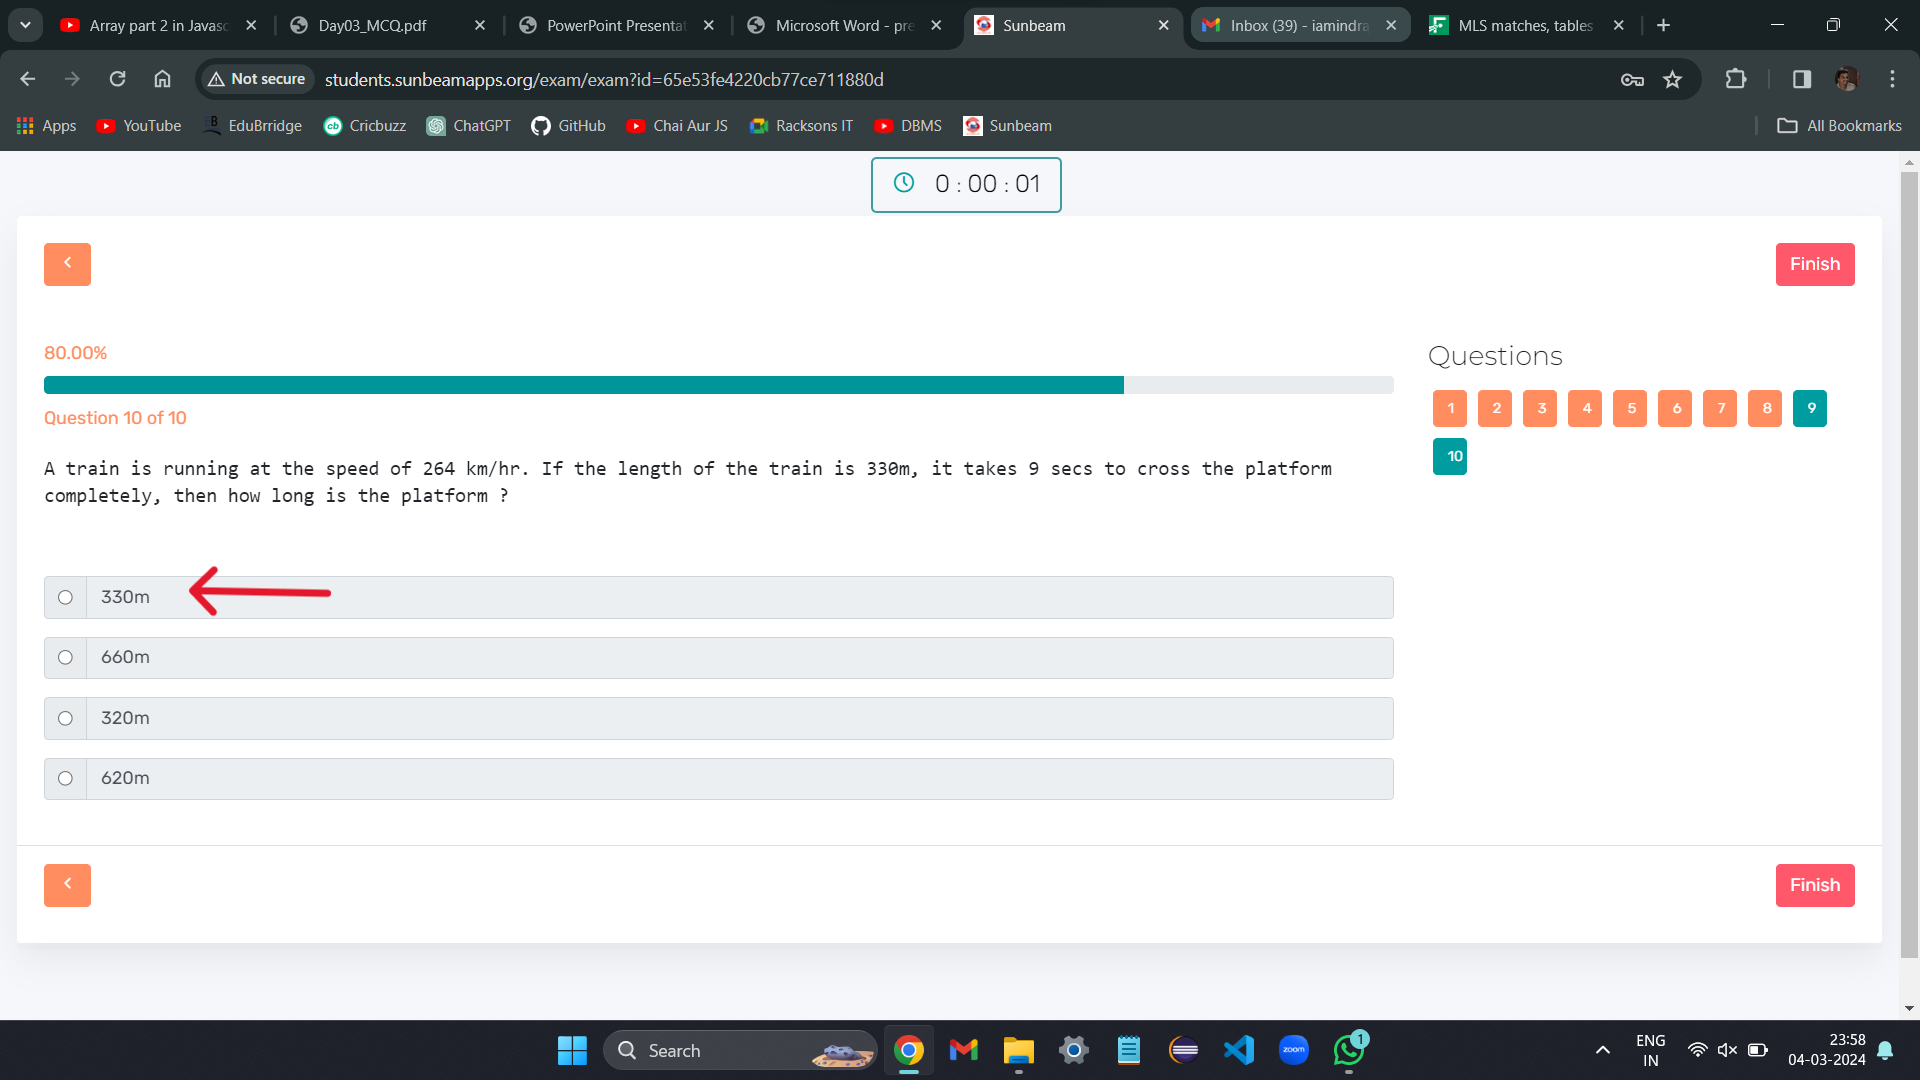 Array part 2 in Javasc
Day03_MCQ.pdf
PowerPoint Presentat
Microsoft Word - pre
Sunbeam
Inbox (39) - iamindra
MLS matches, tables
Not secure
students.sunbeamapps.org/exam/exam?id=65e53fe4220cb77ce711880d
Apps
YouTube
EduBrridge
Cricbuzz
ChatGPT
GitHub
Chai Aur JS
Racksons IT
DBMS
Sunbeam
All Bookmarks
0 : 00 : 01
Finish
80.00%
Question 10 of 10
Questions
1 2 3 4 5 6 7 8 9
10
A train is running at the speed of 264 km/hr. If the length of the train is 330m, it takes 9 secs to cross the platform
completely, then how long is the platform ?
330m
660m
320m
620m
Finish
Search
zoom
1
ENG
IN
23:58
04-03-2024